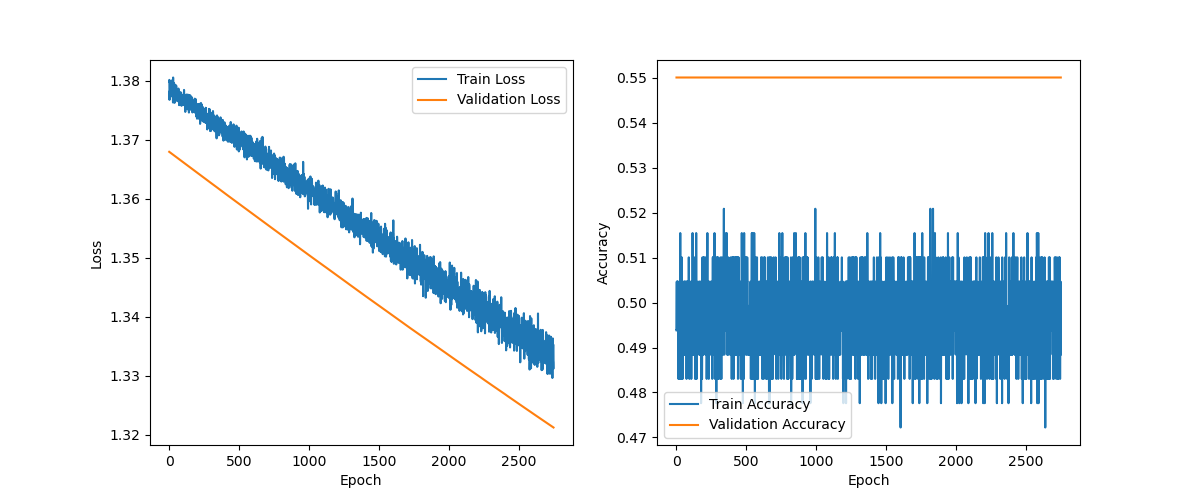 Train Loss
Validation Loss
Loss
1.38
1.37
1.36
1.35
1.34
1.33
1.32
0 500 1000 1500 2000 2500
Epoch
Accuracy
0.55
0.54
0.53
0.52
0.51
0.50
0.49
0.48
0.47
Train Accuracy
Validation Accuracy
0 500 1000 1500 2000 2500
Epoch